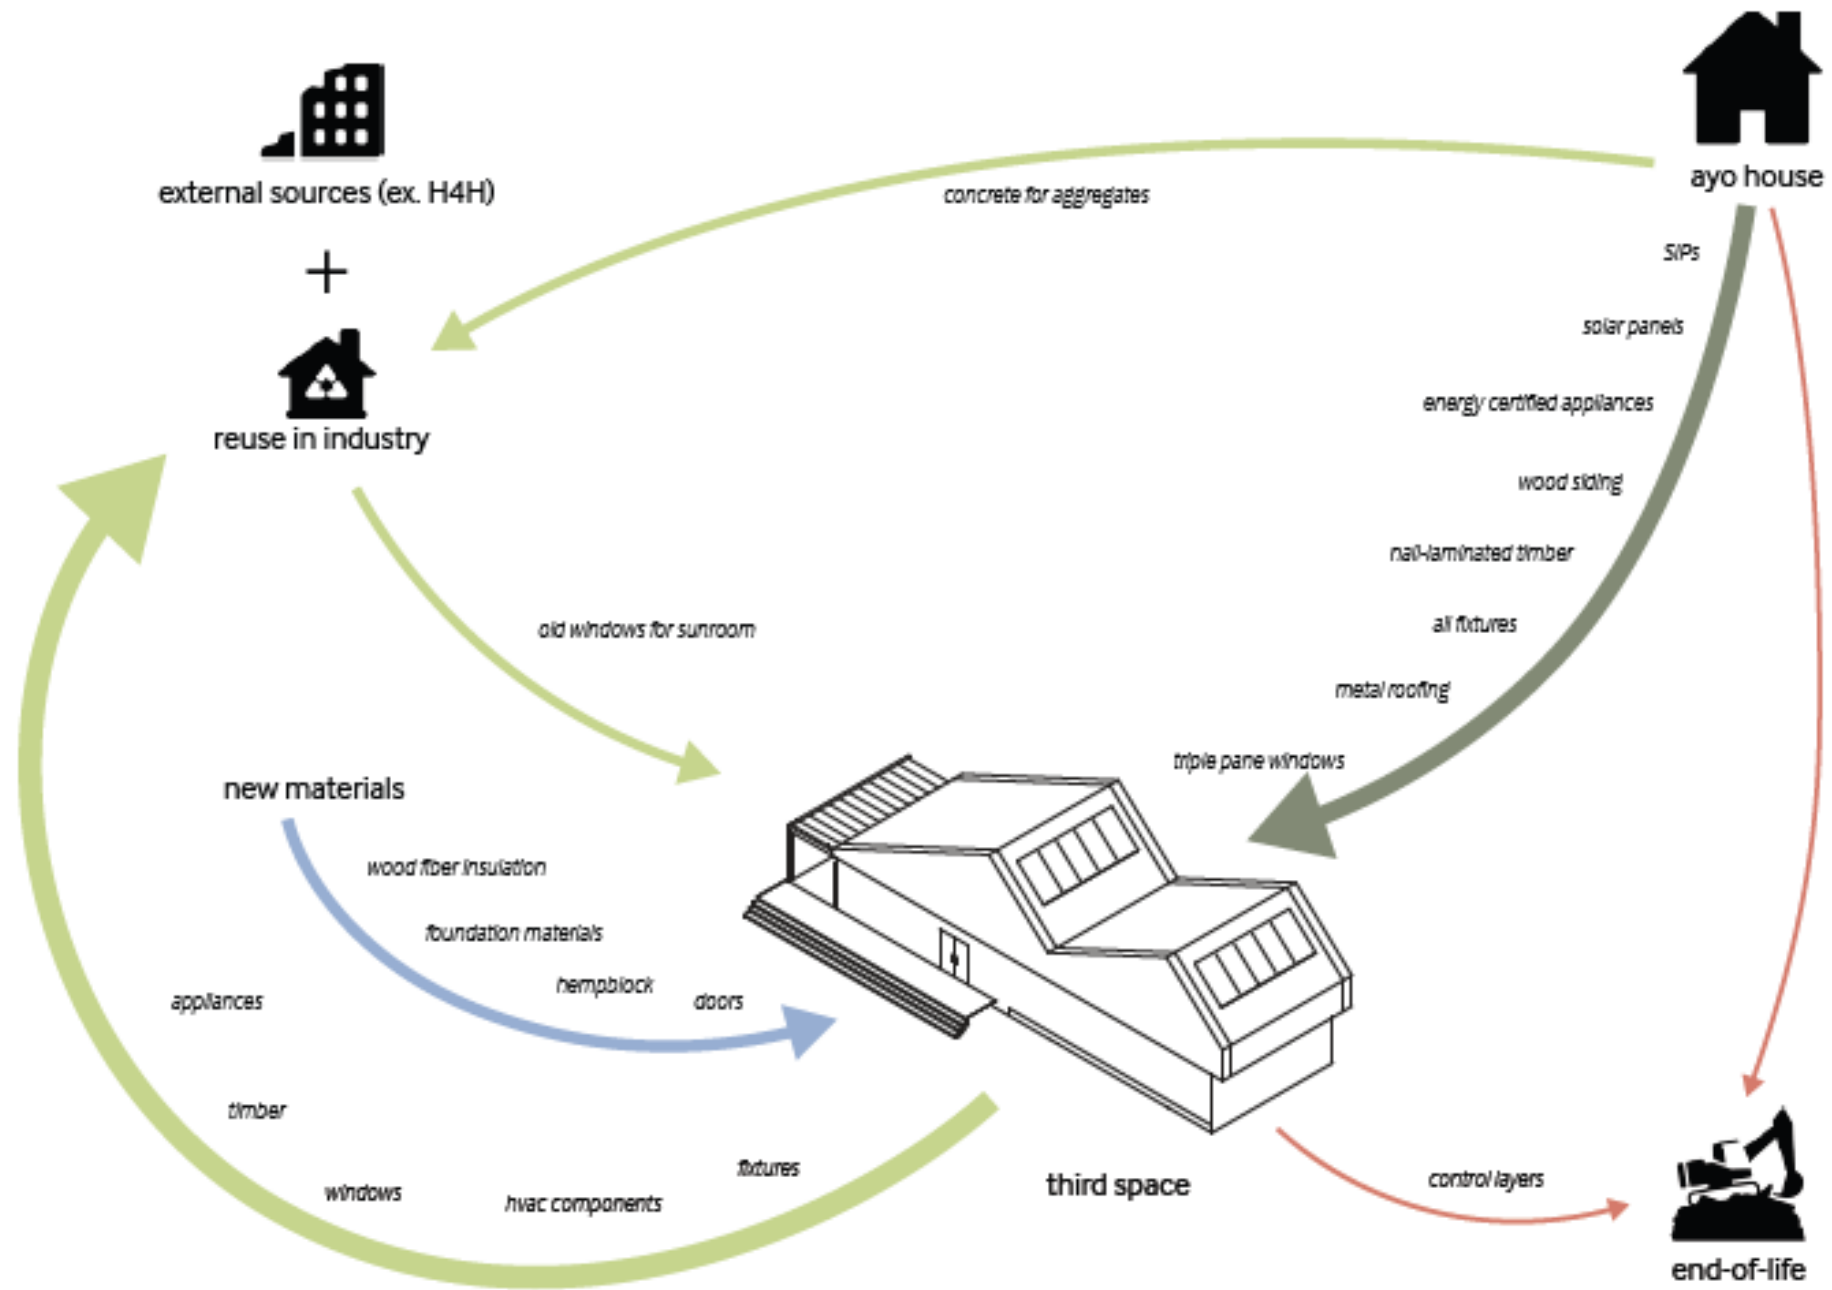 ayo house
external sources (ex. H4H)
+
concrete for aggregates
SIPs
solar panels
energy certified appliances
reuse in industry
wood siding
nail-laminated timber
all fixtures
old windows for sunroom
metal roofing
triple pane windows
new materials
wood fiber insulation
foundation materials
hempblock
doors
appliances
timber
fixtures
windows
hvac components
third space
control layers
end-of-life